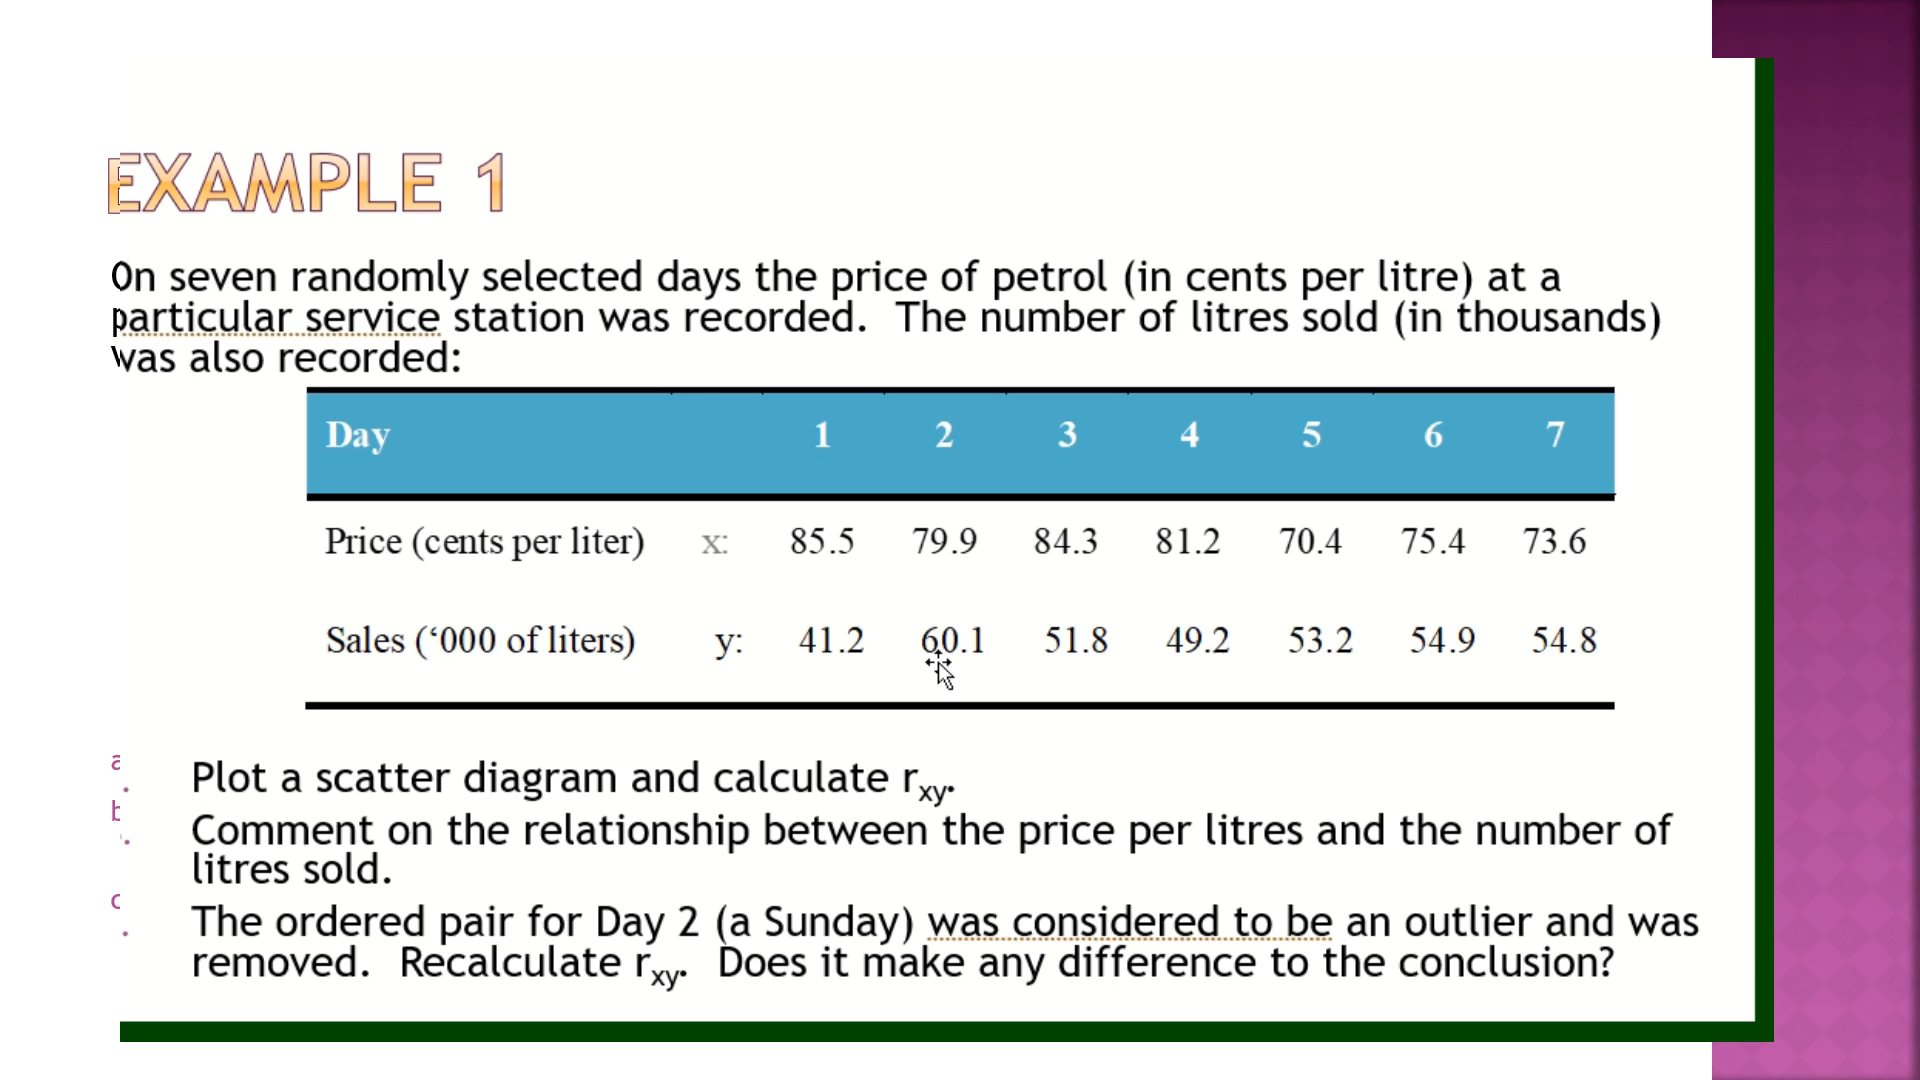 EXAMPLE 1
On seven randomly selected days the price of petrol (in cents per litre) at a
particular service station was recorded. The number of litres sold (in thousands)
was also recorded:
Day 1 2 3 4 5 6 7
Price (cents per liter) x: 85.5 79.9 84.3 81.2 70.4 75.4 73.6
Sales (‘000 of liters) y: 41.2 60.1 51.8 49.2 53.2 54.9 54.8
a. Plot a scatter diagram and calculate rxy.
b. Comment on the relationship between the price per litres and the number of
litres sold.
c. The ordered pair for Day 2 (a Sunday) was considered to be an outlier and was
removed. Recalculate rxy. Does it make any difference to the conclusion?